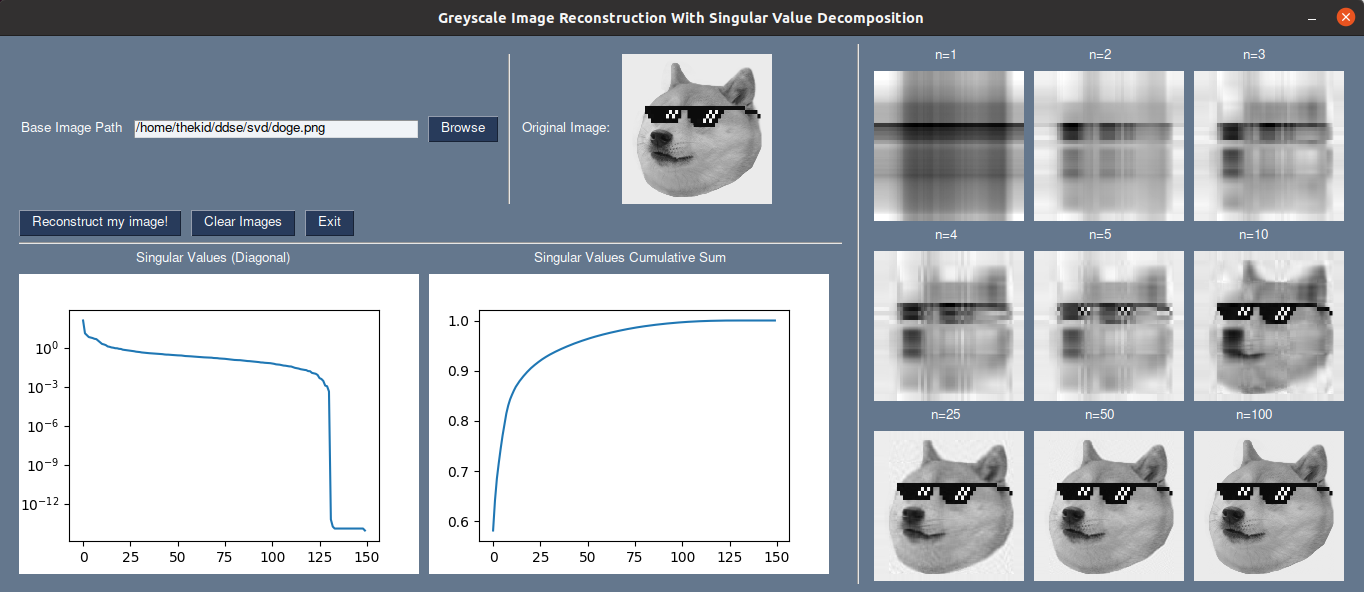 Greyscale Image Reconstruction With Singular Value Decomposition
Base Image Path /home/thekid/ddse/svd/doge.png Browse
Original Image:
Reconstruct my image! Clear Images Exit
Singular Values (Diagonal)
10⁰
10⁻³
10⁻⁶
10⁻⁹
10⁻¹²
0 25 50 75 100 125 150
Singular Values Cumulative Sum
1.0
0.9
0.8
0.7
0.6
0 25 50 75 100 125 150
n=1 n=2 n=3
n=4 n=5 n=10
n=25 n=50 n=100